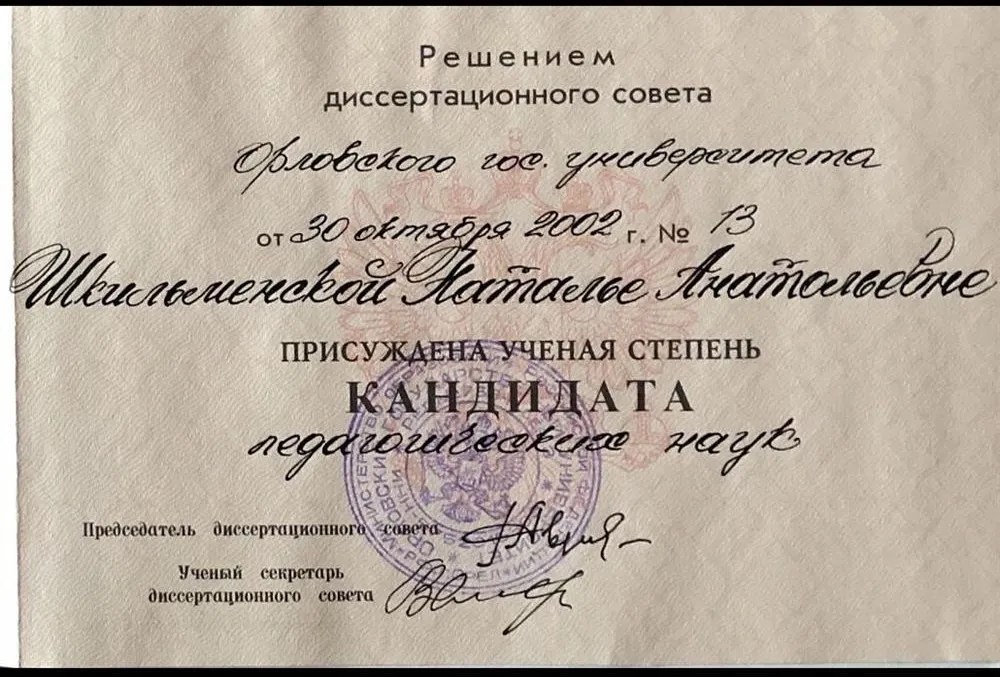 Решением
диссертационного совета
Орловского гос. университета
от 30 октября 2002 г. № 13
Шкильменской Наталье Анатольевне
ПРИСУЖДЕНА УЧЕНАЯ СТЕПЕНЬ
КАНДИДАТА
педагогических наук
Председатель диссертационного совета
Ученый секретарь
диссертационного совета